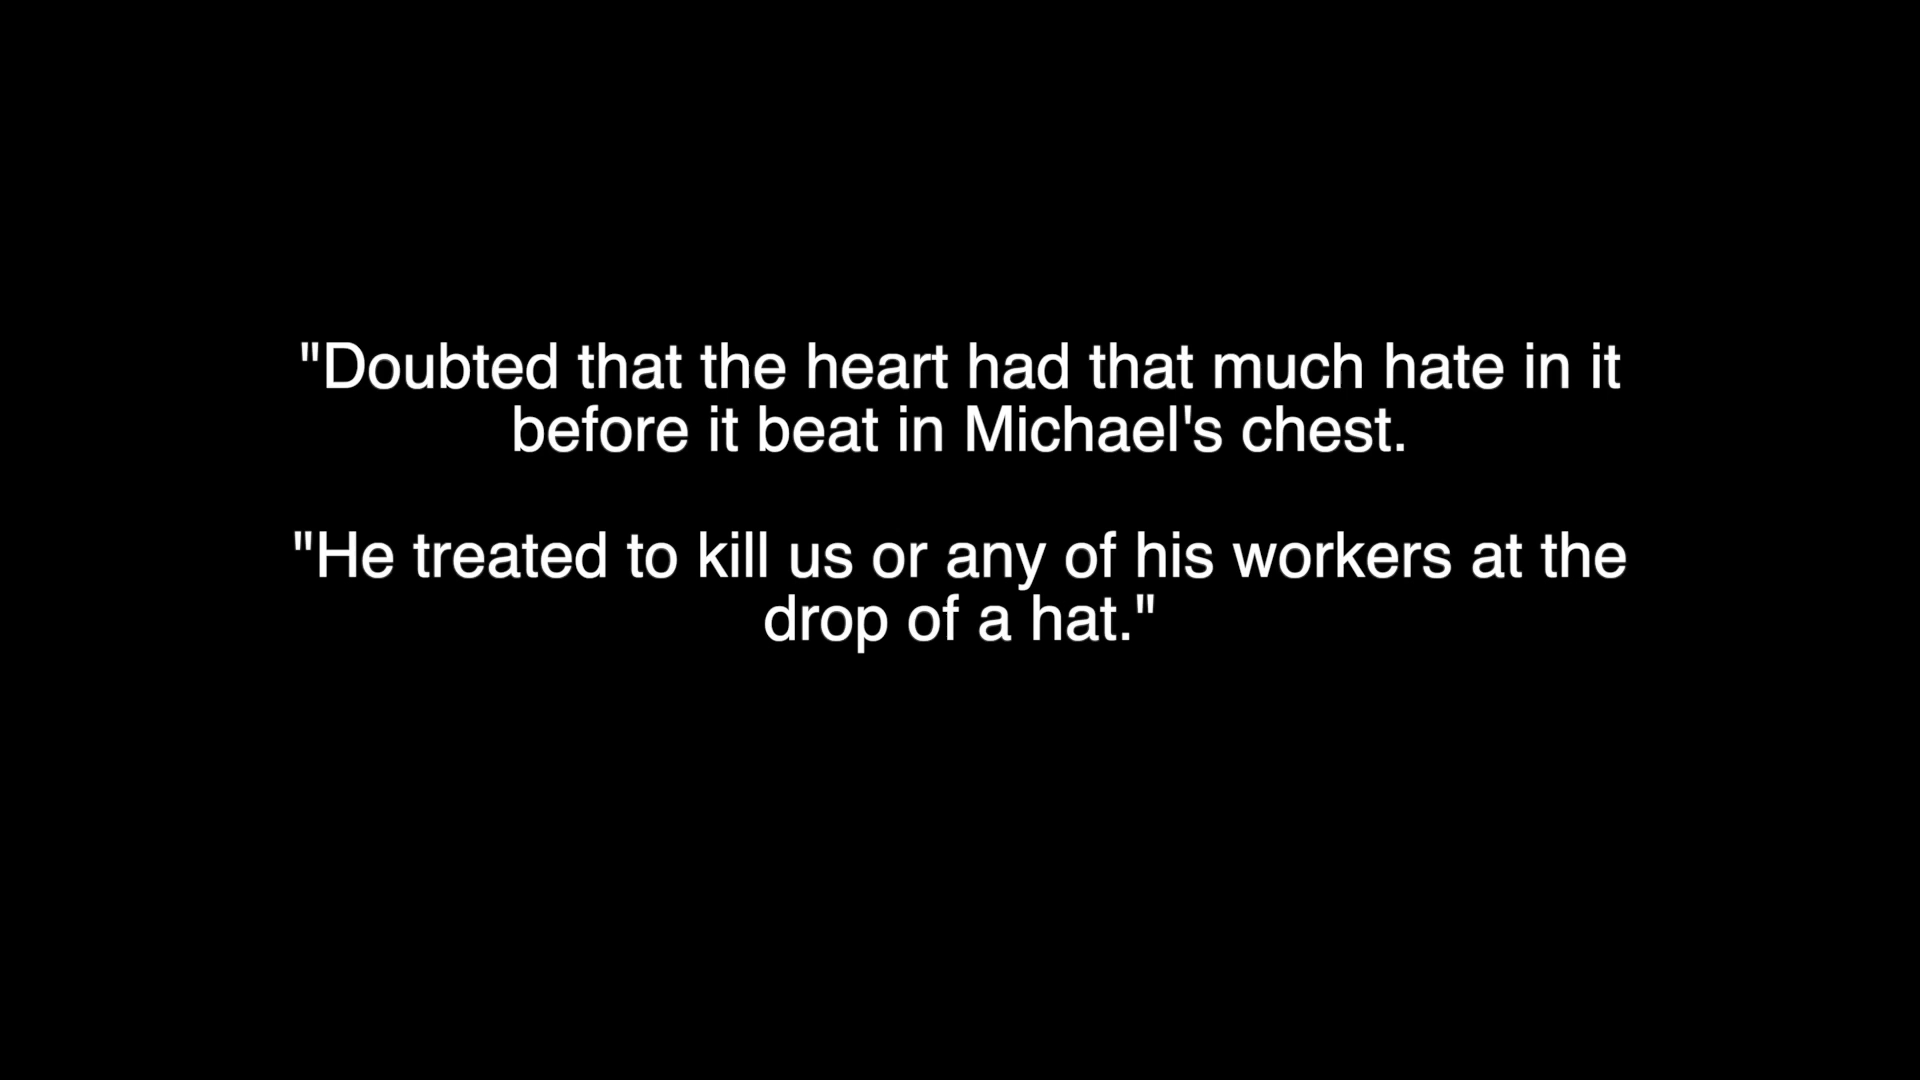 "Doubted that the heart had that much hate in it
before it beat in Michael's chest.
"He treated to kill us or any of his workers at the
drop of a hat."